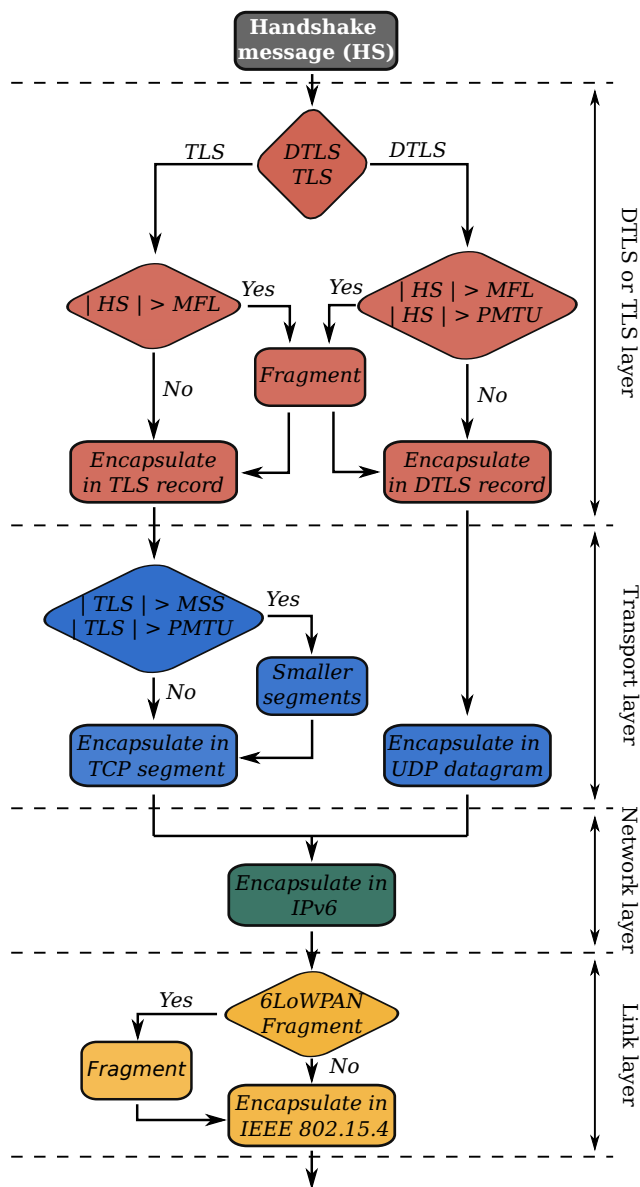 Handshake
message (HS)
DTLS
TLS
TLS
DTLS
| HS | > MFL
Yes
Yes
| HS | > MFL
| HS | > PMTU
Fragment
No
No
Encapsulate
in TLS record
Encapsulate
in DTLS record
DTLS or TLS layer
| TLS | > MSS
| TLS | > PMTU
Yes
Smaller
segments
No
Encapsulate in
TCP segment
Encapsulate in
UDP datagram
Transport layer
Encapsulate in
IPv6
Network layer
6LoWPAN
Fragment
Yes
Fragment
No
Encapsulate in
IEEE 802.15.4
Link layer